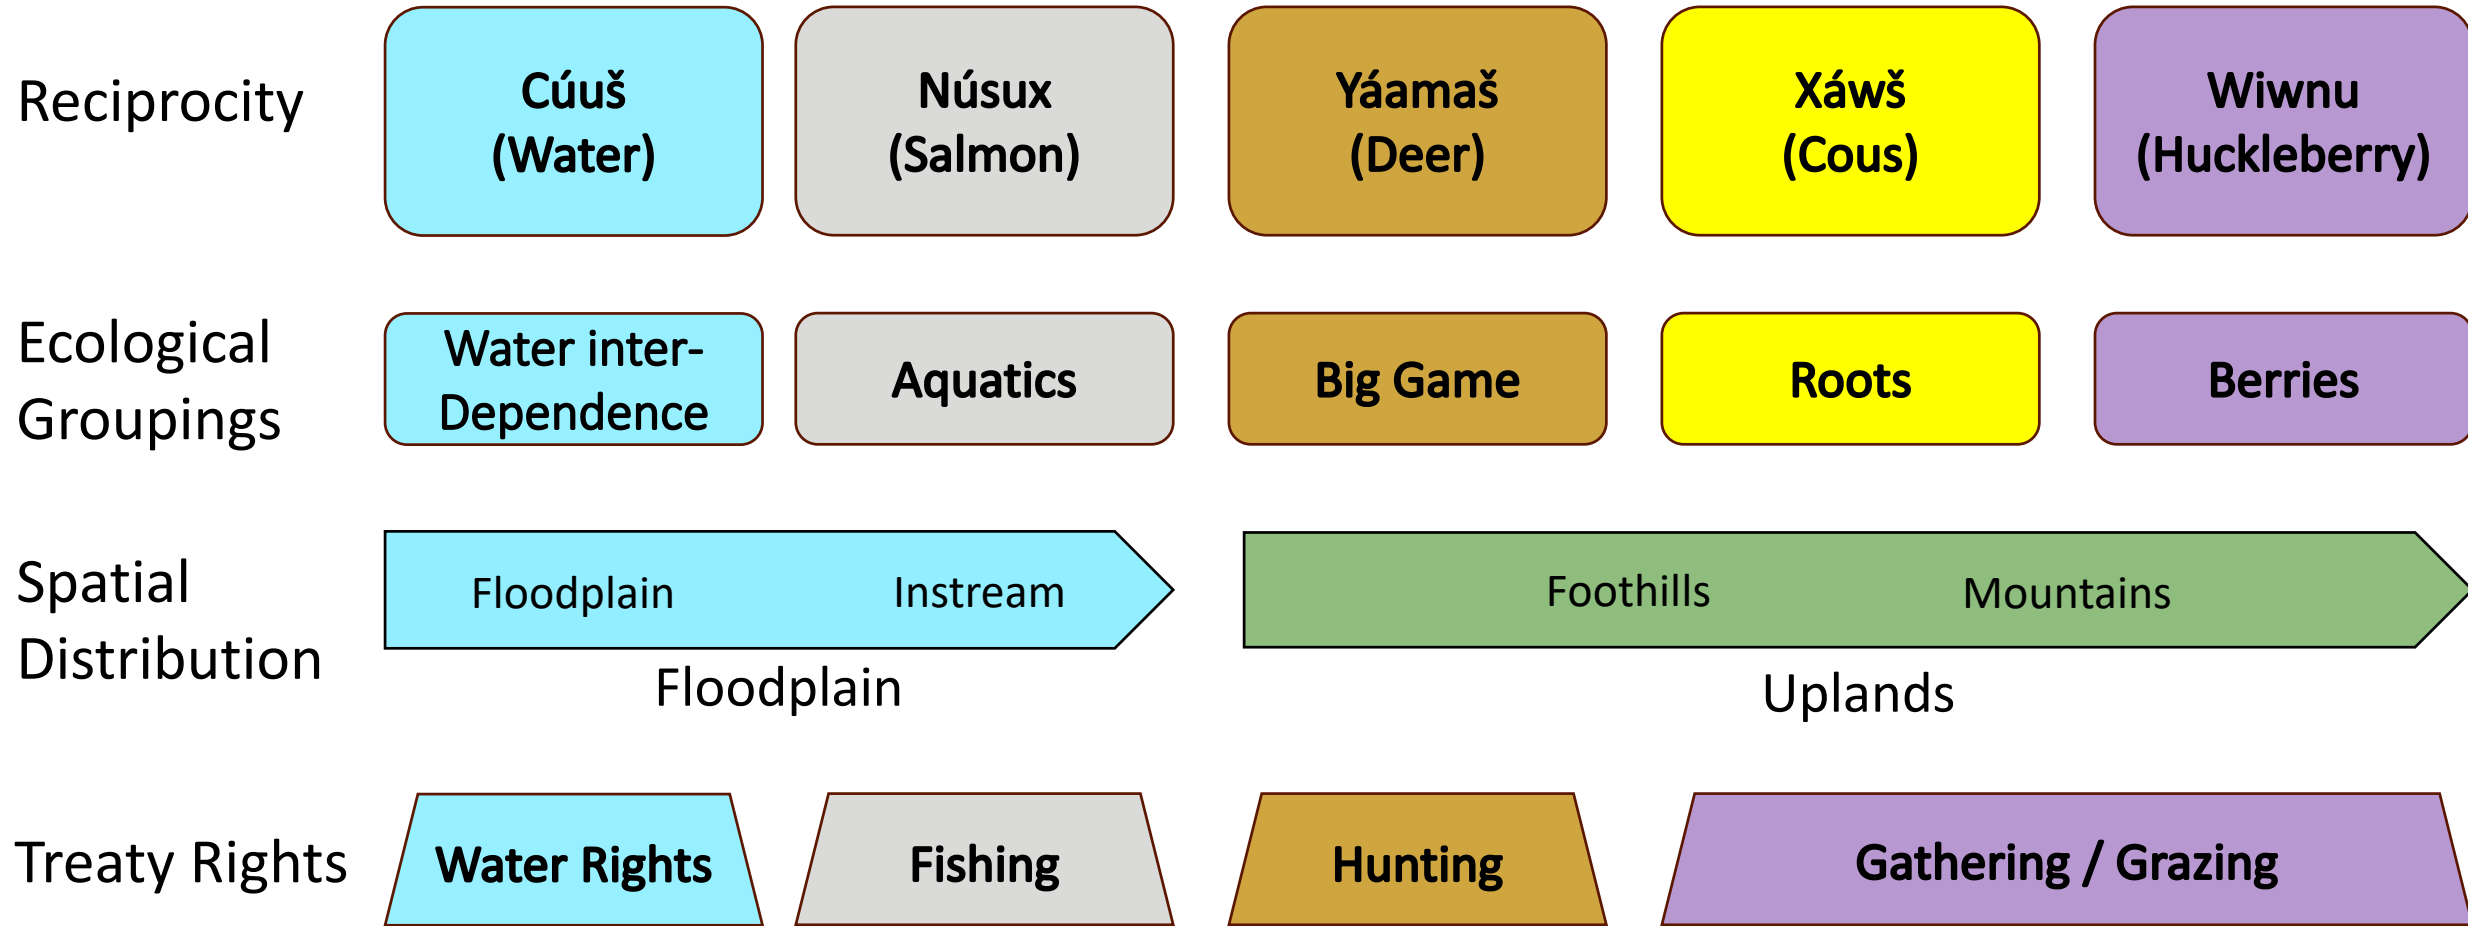 Reciprocity
Cúuš
(Water)
Núsux
(Salmon)
Yáamaš
(Deer)
Xáwš
(Cous)
Wiwnu
(Huckleberry)
Ecological
Groupings
Water inter-
Dependence
Aquatics
Big Game
Roots
Berries
Spatial
Distribution
Floodplain
Instream
Foothills
Mountains
Floodplain
Uplands
Treaty Rights
Water Rights
Fishing
Hunting
Gathering / Grazing